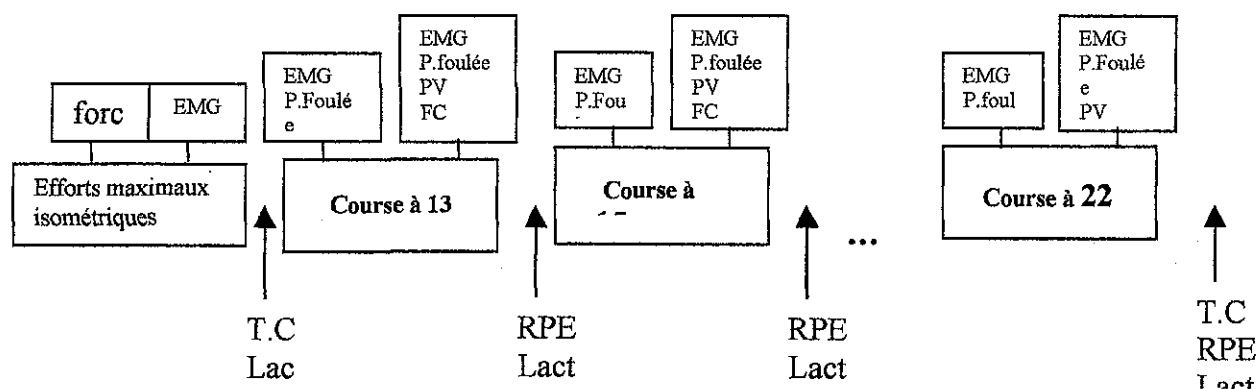 forc
EMG
Efforts maximaux
isométriques
EMG
P.Foulé
e
EMG
P.foulée
PV
FC
Course à 13
EMG
P.Fou
EMG
P.foulée
PV
FC
Course à
EMG
P.foul
EMG
P.Foulé
e
PV
Course à 22
...
T.C
Lac
RPE
Lact
RPE
Lact
T.C
RPE
Lact